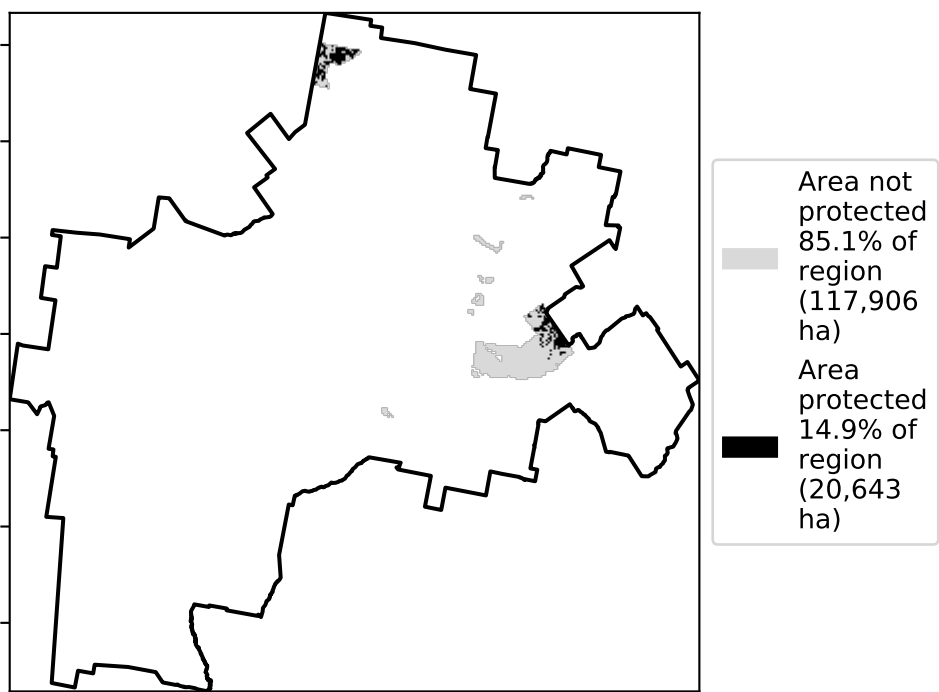 Area not
protected
85.1% of
region
(117,906
ha)
Area
protected
14.9% of
region
(20,643
ha)